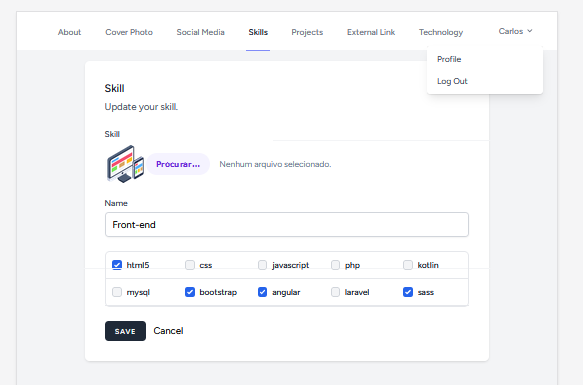 About Cover Photo Social Media Skills Projects External Link Technology Carlos
Profile
Log Out
Skill
Update your skill.
Skill
Procurar... Nenhum arquivo selecionado.
Name
Front-end
html5 css javascript php kotlin
mysql bootstrap angular laravel sass
SAVE Cancel